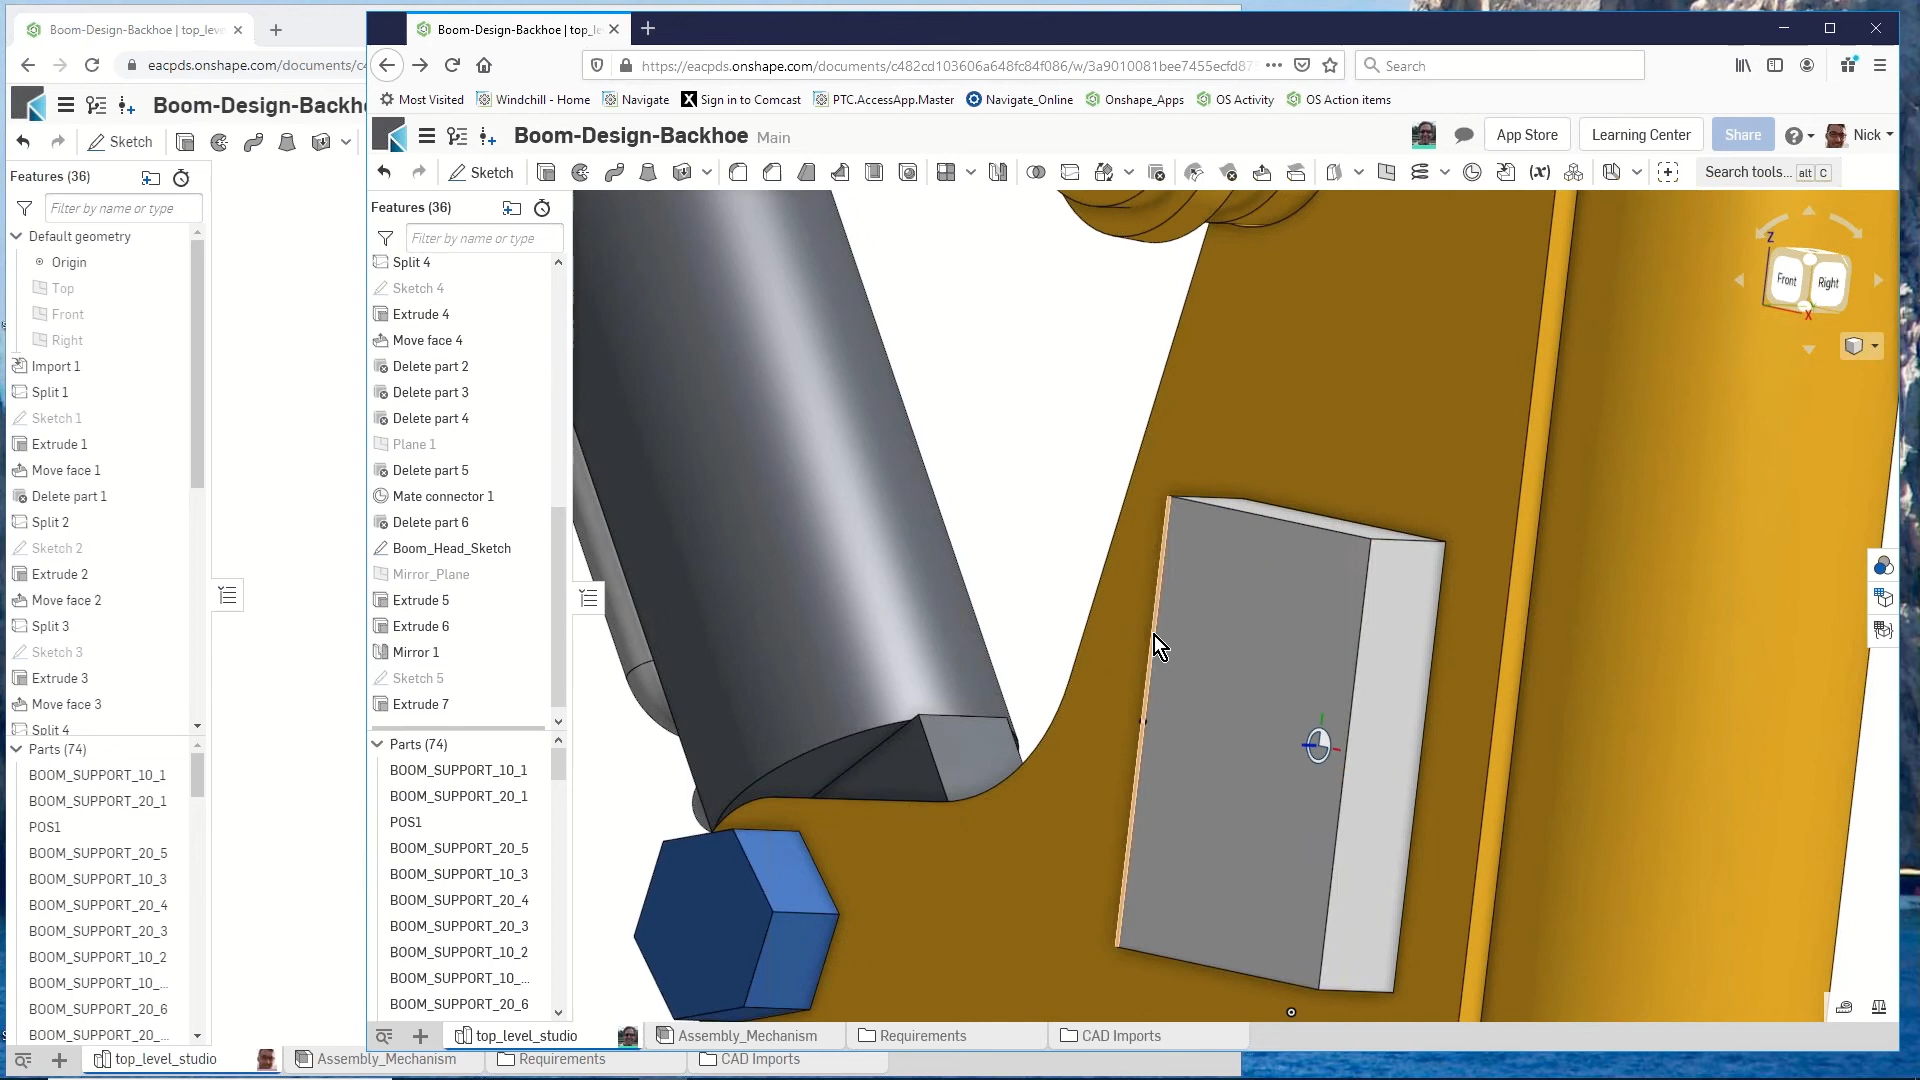 Boom-Design-Backhoe | top_leve
eacpds.onshape.com/documents/c4
Boom-Design-Backho
Sketch
Features (36)
Filter by name or type
Default geometry
Origin
Top
Front
Right
Import 1
Split 1
Sketch 1
Extrude 1
Move face 1
Delete part 1
Split 2
Sketch 2
Extrude 2
Move face 2
Split 3
Sketch 3
Extrude 3
Move face 3
Split 4
Parts (74)
BOOM_SUPPORT_10_1
BOOM_SUPPORT_20_1
POS1
BOOM_SUPPORT_20_5
BOOM_SUPPORT_10_3
BOOM_SUPPORT_20_4
BOOM_SUPPORT_20_3
BOOM_SUPPORT_10_2
BOOM_SUPPORT_10_...
BOOM_SUPPORT_20_6
BOOM_SUPPORT_20_...
top_level_studio
Assembly_Mechanism
Requirements
CAD Imports
Boom-Design-Backhoe | top_le
https://eacpds.onshape.com/documents/c482cd103606a648fc84f086/w/3a9010081bee7455ecfd87
Search
Most Visited
Windchill - Home
Navigate
Sign in to Comcast
PTC.AccessApp.Master
Navigate_Online
Onshape_Apps
OS Activity
OS Action items
Boom-Design-Backhoe Main
App Store
Learning Center
Share
Nick
Sketch
(x)
Search tools... alt C
Features (36)
Filter by name or type
Split 4
Sketch 4
Extrude 4
Move face 4
Delete part 2
Delete part 3
Delete part 4
Plane 1
Delete part 5
Mate connector 1
Delete part 6
Boom_Head_Sketch
Mirror_Plane
Extrude 5
Extrude 6
Mirror 1
Sketch 5
Extrude 7
Parts (74)
BOOM_SUPPORT_10_1
BOOM_SUPPORT_20_1
POS1
BOOM_SUPPORT_20_5
BOOM_SUPPORT_10_3
BOOM_SUPPORT_20_4
BOOM_SUPPORT_20_3
BOOM_SUPPORT_10_2
BOOM_SUPPORT_10_...
BOOM_SUPPORT_20_6
Z
Front
Right
X
top_level_studio
Assembly_Mechanism
Requirements
CAD Imports